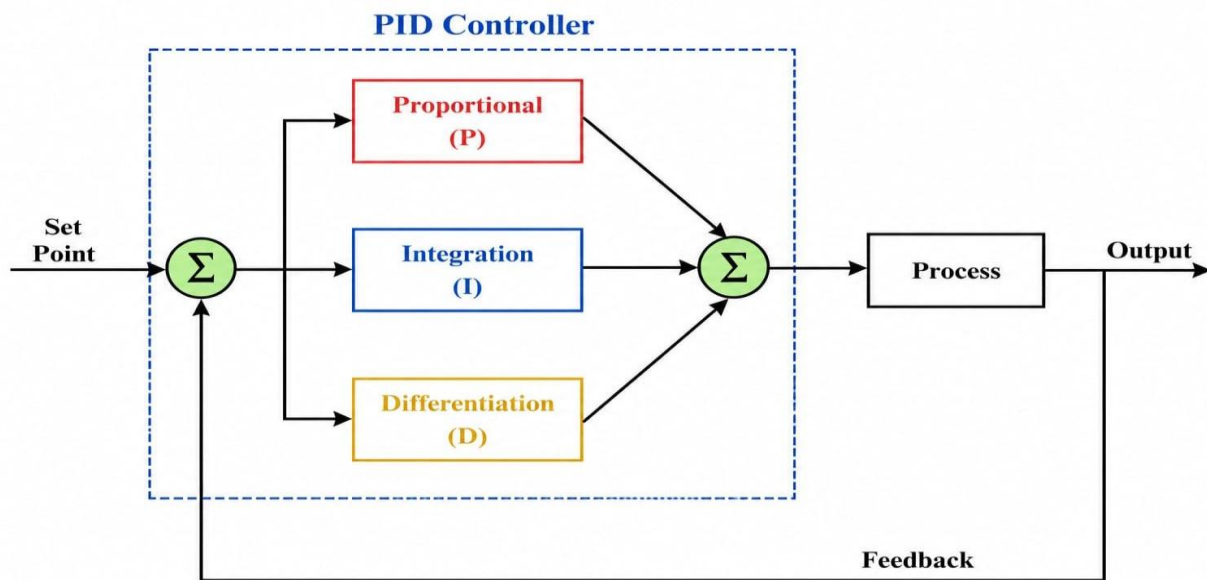 PID Controller
Proportional
(P)
Set
Point
Σ
Integration
(I)
Σ
Process
Output
Differentiation
(D)
Feedback